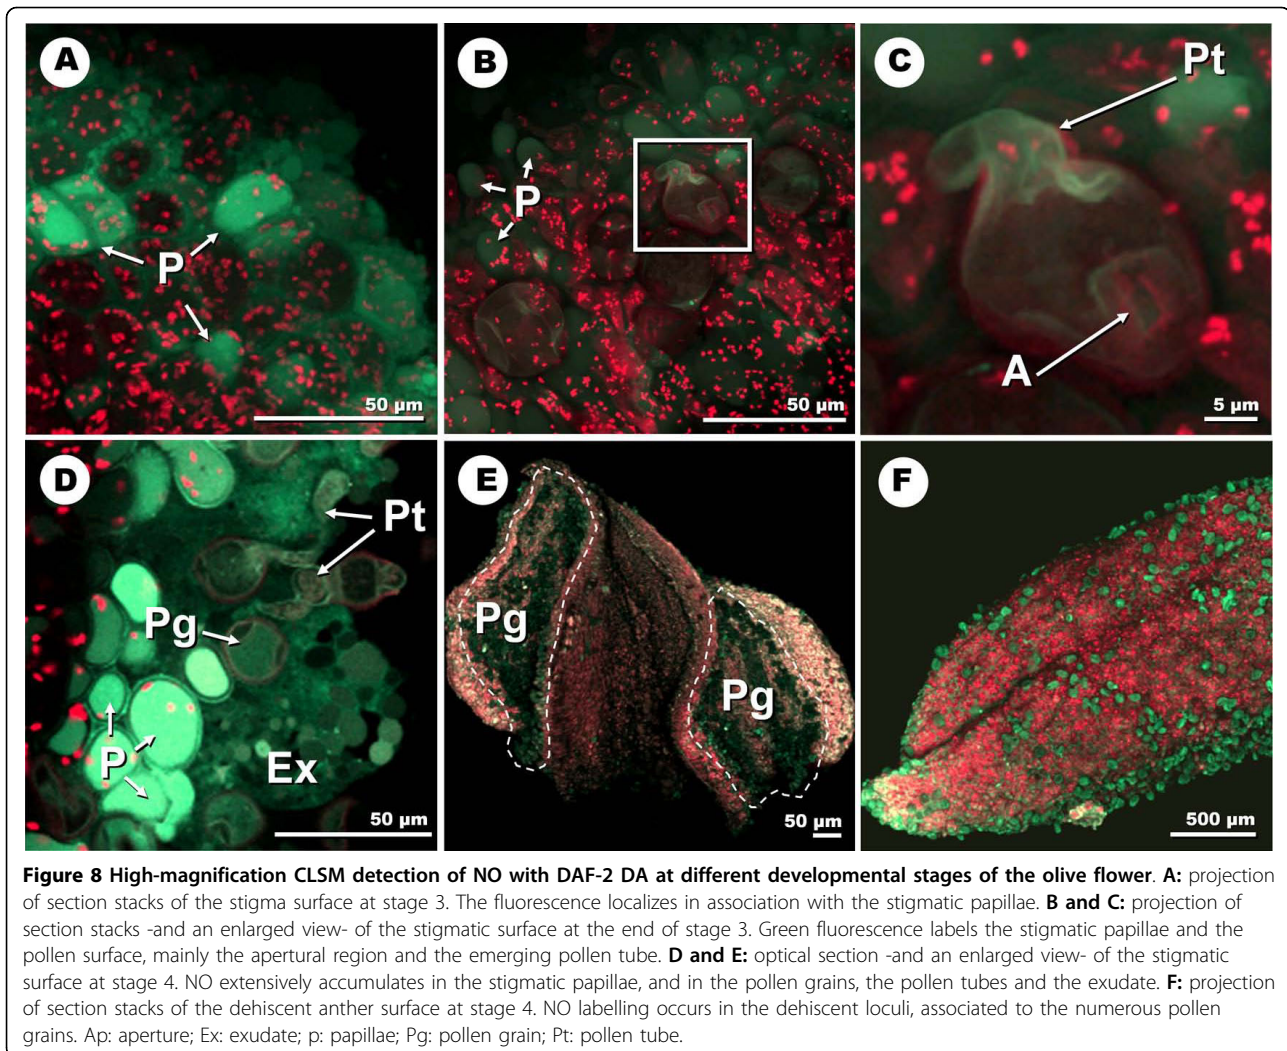 A
P
50 µm
B
P
50 µm
C
Pt
A
5 µm
D
Pt
Pg
P
Ex
50 µm
E
Pg
Pg
50 µm
F
500 µm
Figure 8 High-magnification CLSM detection of NO with DAF-2 DA at different developmental stages of the olive flower. A: projection
of section stacks of the stigma surface at stage 3. The fluorescence localizes in association with the stigmatic papillae. B and C: projection of
section stacks -and an enlarged view- of the stigmatic surface at the end of stage 3. Green fluorescence labels the stigmatic papillae and the
pollen surface, mainly the apertural region and the emerging pollen tube. D and E: optical section -and an enlarged view- of the stigmatic
surface at stage 4. NO extensively accumulates in the stigmatic papillae, and in the pollen grains, the pollen tubes and the exudate. F: projection
of section stacks of the dehiscent anther surface at stage 4. NO labelling occurs in the dehiscent loculi, associated to the numerous pollen
grains. Ap: aperture; Ex: exudate; p: papillae; Pg: pollen grain; Pt: pollen tube.